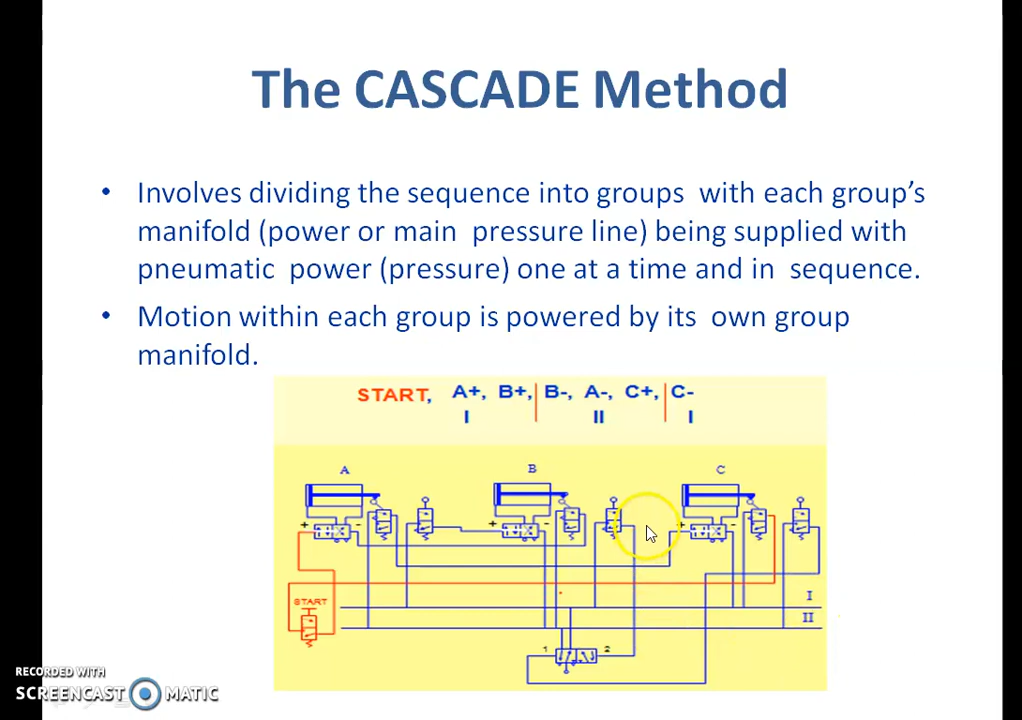 The CASCADE Method
• Involves dividing the sequence into groups with each group's
manifold (power or main pressure line) being supplied with
pneumatic power (pressure) one at a time and in sequence.
• Motion within each group is powered by its own group
manifold.
START, A+, B+, B-, A-, C+, C-
I II I
A B C
+ - + - + -
START
I
II
1 2
RECORDED WITH
SCREENCAST MATIC